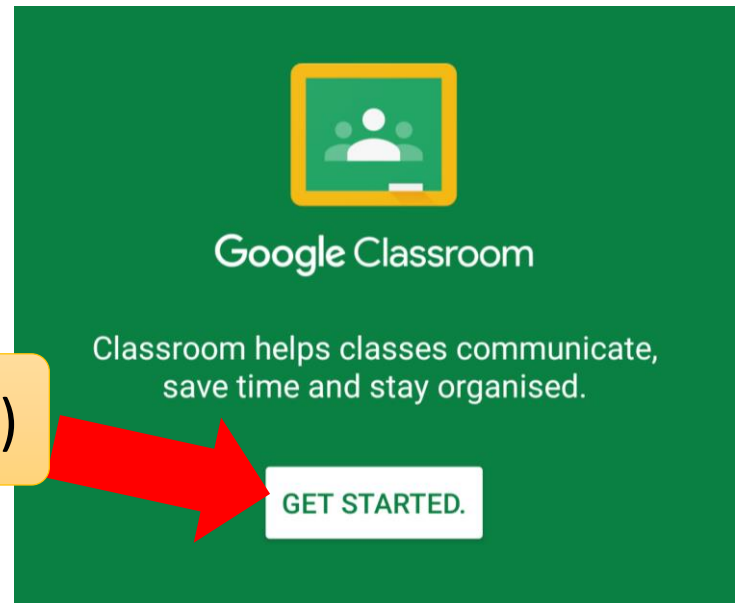 Google Classroom
Classroom helps classes communicate,
save time and stay organised.
)
GET STARTED.